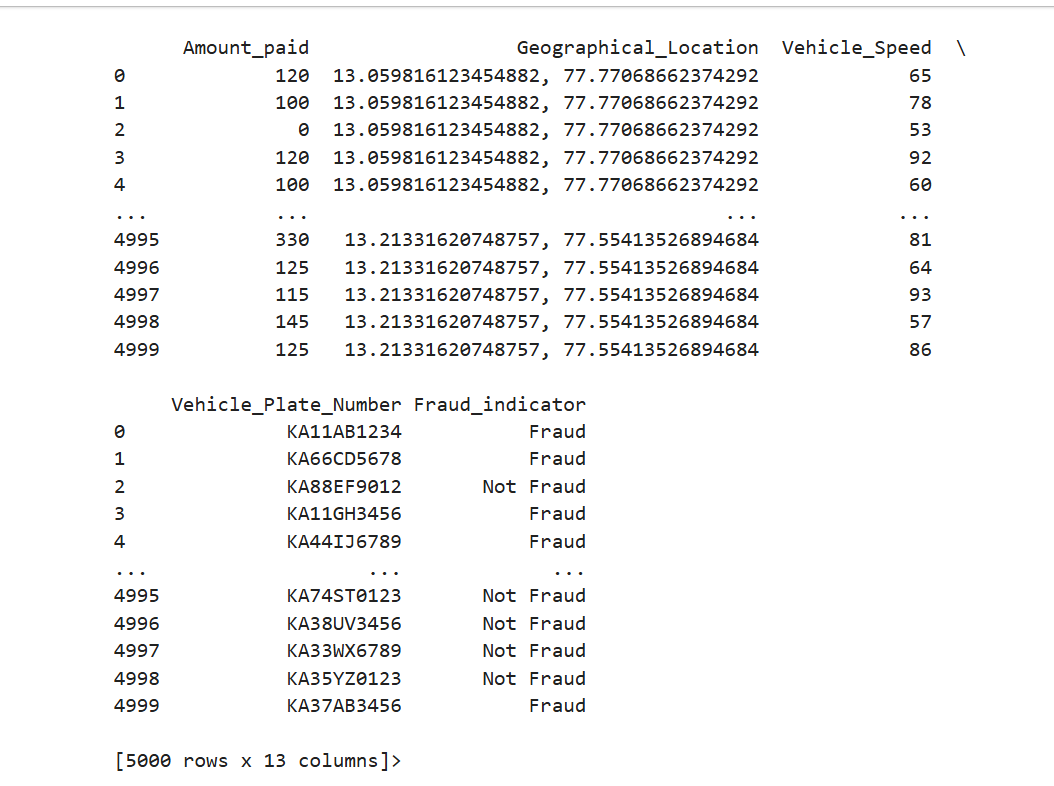 Amount_paid Geographical_Location Vehicle_Speed \
0 120 13.059816123454882, 77.77068662374292 65
1 100 13.059816123454882, 77.77068662374292 78
2 0 13.059816123454882, 77.77068662374292 53
3 120 13.059816123454882, 77.77068662374292 92
4 100 13.059816123454882, 77.77068662374292 60
... ... ... ...
4995 330 13.21331620748757, 77.55413526894684 81
4996 125 13.21331620748757, 77.55413526894684 64
4997 115 13.21331620748757, 77.55413526894684 93
4998 145 13.21331620748757, 77.55413526894684 57
4999 125 13.21331620748757, 77.55413526894684 86
Vehicle_Plate_Number Fraud_indicator
0 KA11AB1234 Fraud
1 KA66CD5678 Fraud
2 KA88EF9012 Not Fraud
3 KA11GH3456 Fraud
4 KA44IJ6789 Fraud
... ... ...
4995 KA74ST0123 Not Fraud
4996 KA38UV3456 Not Fraud
4997 KA33WX6789 Not Fraud
4998 KA35YZ0123 Not Fraud
4999 KA37AB3456 Fraud
[5000 rows x 13 columns]>